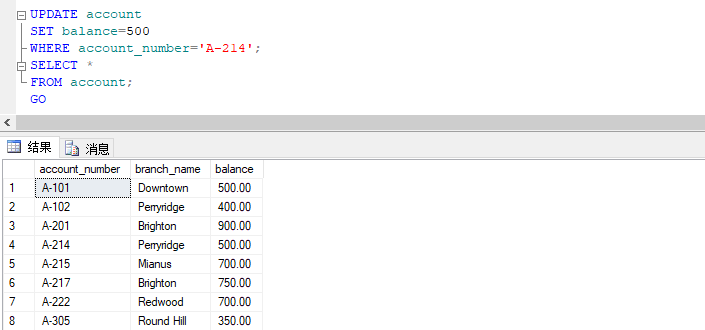 UPDATE account
SET balance=500
WHERE account_number='A-214';
SELECT *
FROM account;
GO
结果 消息
account_number branch_name balance
1 A-101 Downtown 500.00
2 A-102 Perryridge 400.00
3 A-201 Brighton 900.00
4 A-214 Perryridge 500.00
5 A-215 Mianus 700.00
6 A-217 Brighton 750.00
7 A-222 Redwood 700.00
8 A-305 Round Hill 350.00